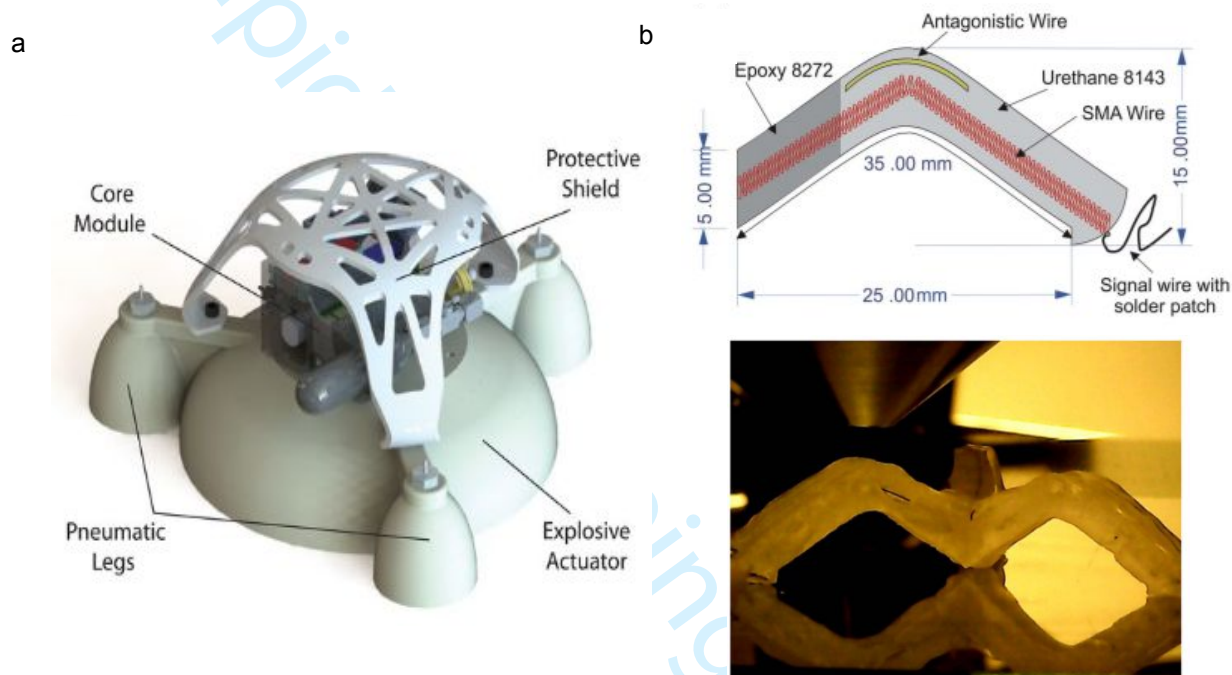 a
Core
Module
Protective
Shield
Pneumatic
Legs
Explosive
Actuator
b
Antagonistic Wire
Epoxy 8272
Urethane 8143
SMA Wire
5 .00 mm
35 .00 mm
15 .00mm
25 .00mm
Signal wire with
solder patch